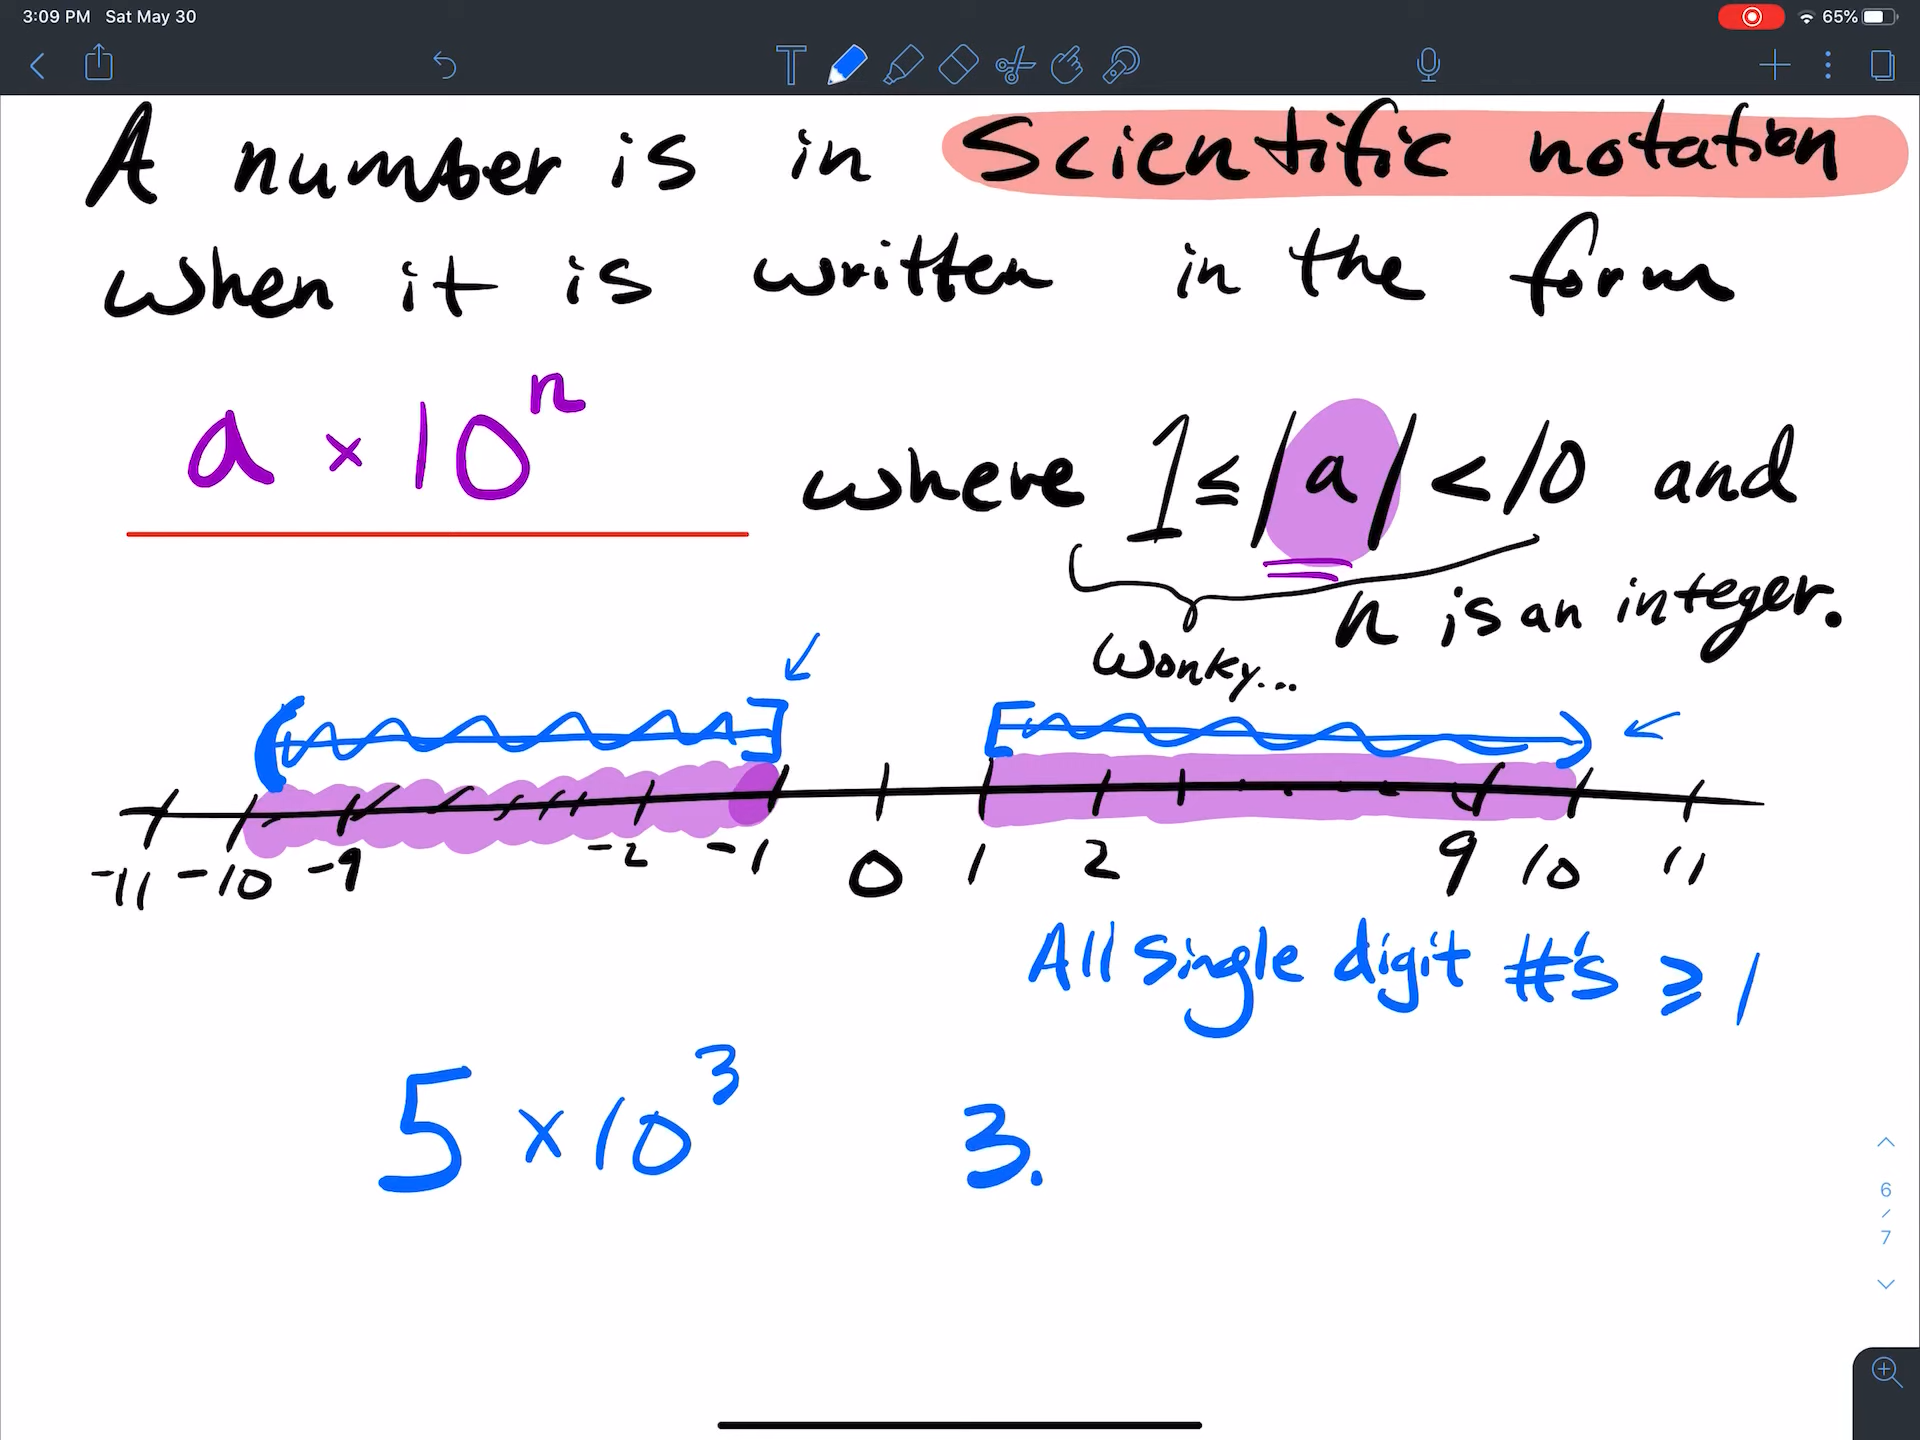 3:09 PM Sat May 30
65%
A number is in scientific notation
when it is written in the form
a × 10^n where 1 ≤ |a| < 10 and
n is an integer.
Wonky...
-11 -10 -9 -2 -1 0 1 2 9 10 11
All single digit #'s ≥ 1
5 × 10^3 3.
6
/
7